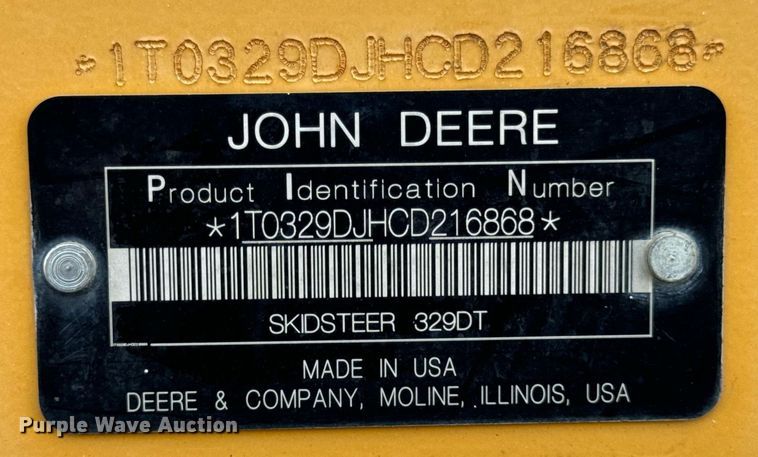 *1T0329DJHCD216868*
JOHN DEERE
Product Identification Number
*1T0329DJHCD216868*
SKIDSTEER 329DT
MADE IN USA
DEERE & COMPANY, MOLINE, ILLINOIS, USA
Purple Wave Auction